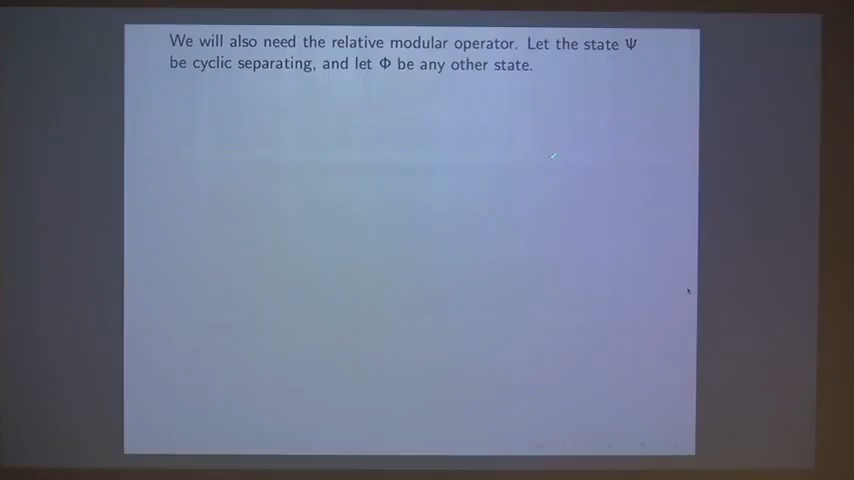 We will also need the relative modular operator. Let the state Ψ
be cyclic separating, and let Φ be any other state.